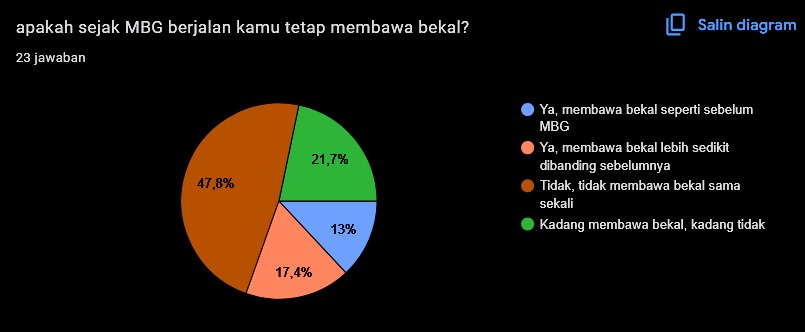 apakah sejak MBG berjalan kamu tetap membawa bekal?
Salin diagram
23 jawaban
Ya, membawa bekal seperti sebelum
MBG
Ya, membawa bekal lebih sedikit
dibanding sebelumnya
Tidak, tidak membawa bekal sama
sekali
Kadang membawa bekal, kadang tidak
21,7%
47,8%
13%
17,4%